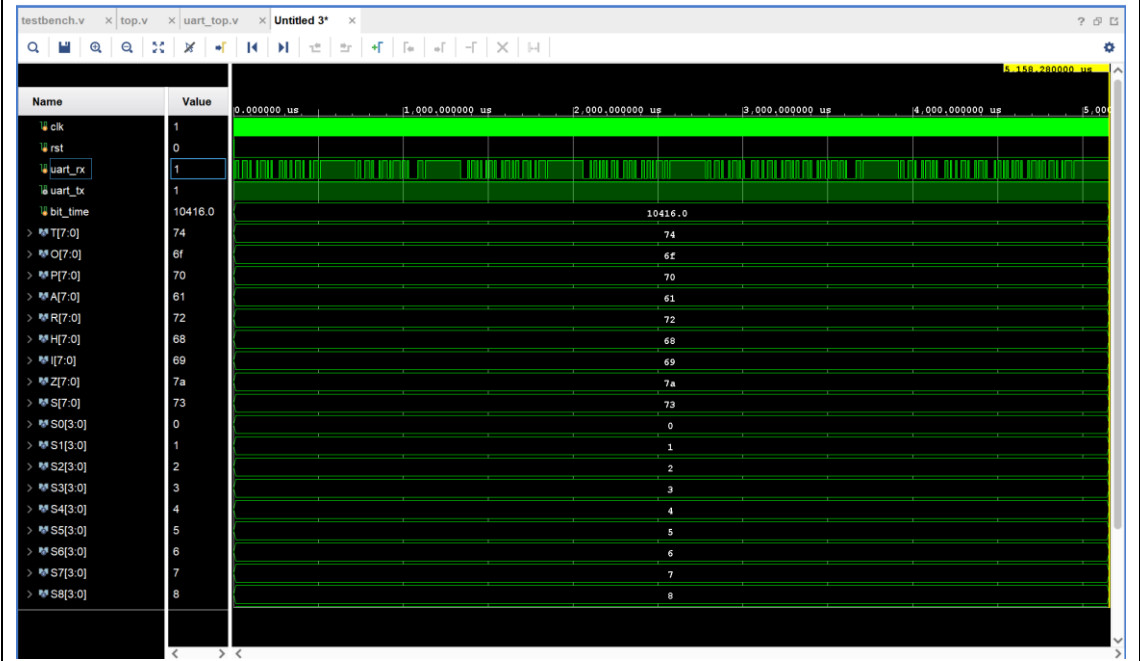 testbench.v × top.v × uart_top.v × Untitled 3* ×
5,158.280000 us
Name Value 0.000000 us 1,000.000000 us 2,000.000000 us 3,000.000000 us 4,000.000000 us 5,00
clk 1
rst 0
uart_rx 1
uart_tx 1
bit_time 10416.0 10416.0
T[7:0] 74 74
O[7:0] 6f 6f
P[7:0] 70 70
A[7:0] 61 61
R[7:0] 72 72
H[7:0] 68 68
I[7:0] 69 69
Z[7:0] 7a 7a
S[7:0] 73 73
S0[3:0] 0 0
S1[3:0] 1 1
S2[3:0] 2 2
S3[3:0] 3 3
S4[3:0] 4 4
S5[3:0] 5 5
S6[3:0] 6 6
S7[3:0] 7 7
S8[3:0] 8 8